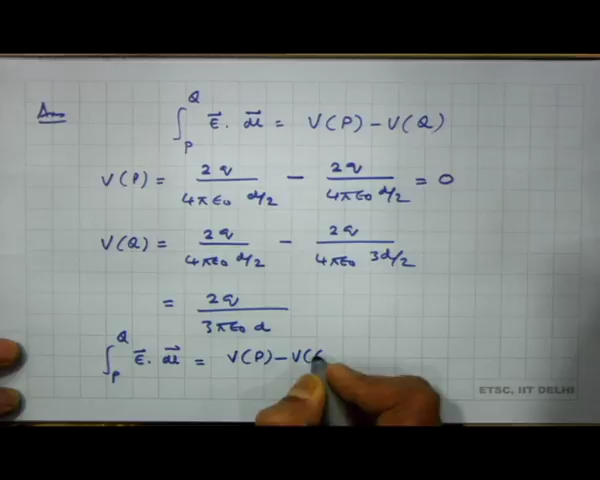 Ans
∫_P^Q E⃗ . dl⃗ = V(P) – V(Q)
V(P) = 2q / 4πε₀ d/2 – 2q / 4πε₀ d/2 = 0
V(Q) = 2q / 4πε₀ d/2 – 2q / 4πε₀ 3d/2
= 2q / 3πε₀ d
∫_P^Q E⃗ . dl⃗ = V(P) – V(
ETSC, IIT DELHI